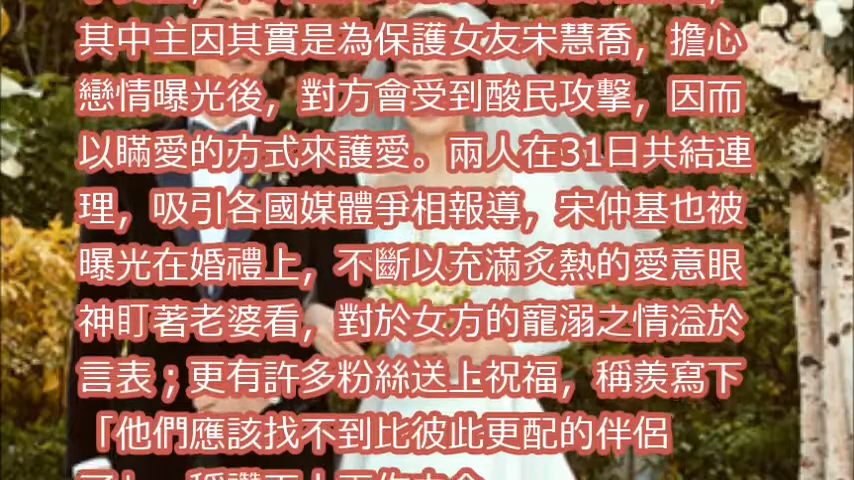 其中主因其實是為保護女友宋慧喬，擔心
戀情曝光後，對方會受到酸民攻擊，因而
以瞞愛的方式來護愛。兩人在31日共結連
理，吸引各國媒體爭相報導，宋仲基也被
曝光在婚禮上，不斷以充滿炙熱的愛意眼
神盯著老婆看，對於女方的寵溺之情溢於
言表；更有許多粉絲送上祝福，稱羨寫下
「他們應該找不到比彼此更配的伴侶